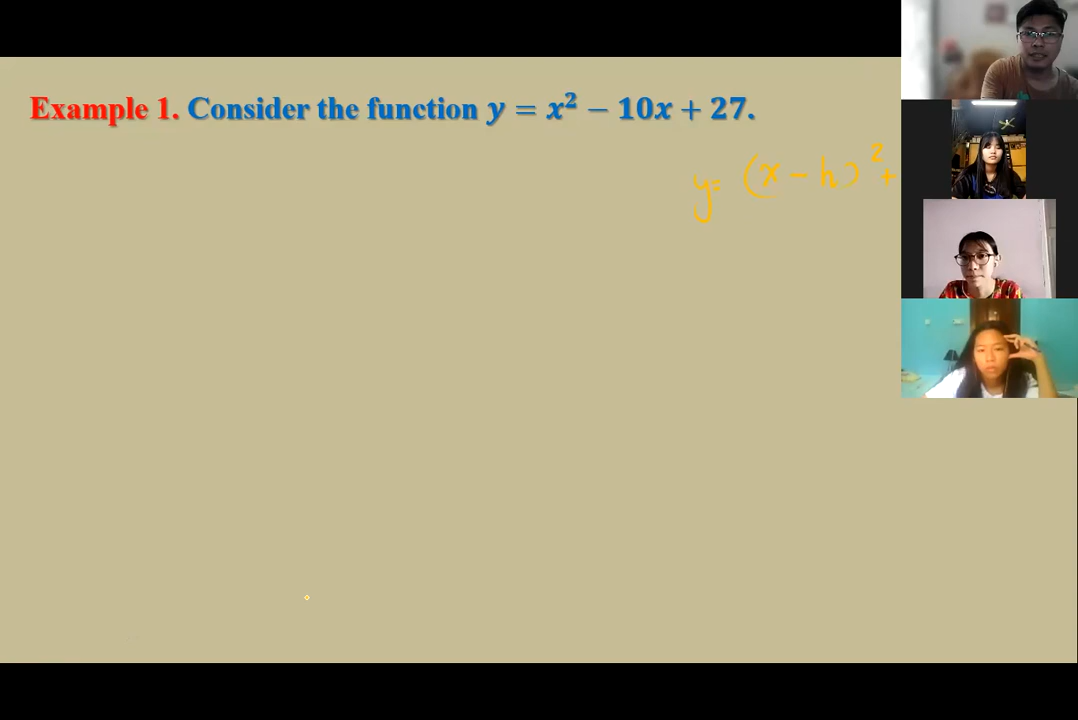 Example 1. Consider the function 𝒚 = 𝒙² − 𝟏𝟎𝒙 + 𝟐𝟕.
y= (x − h)² +